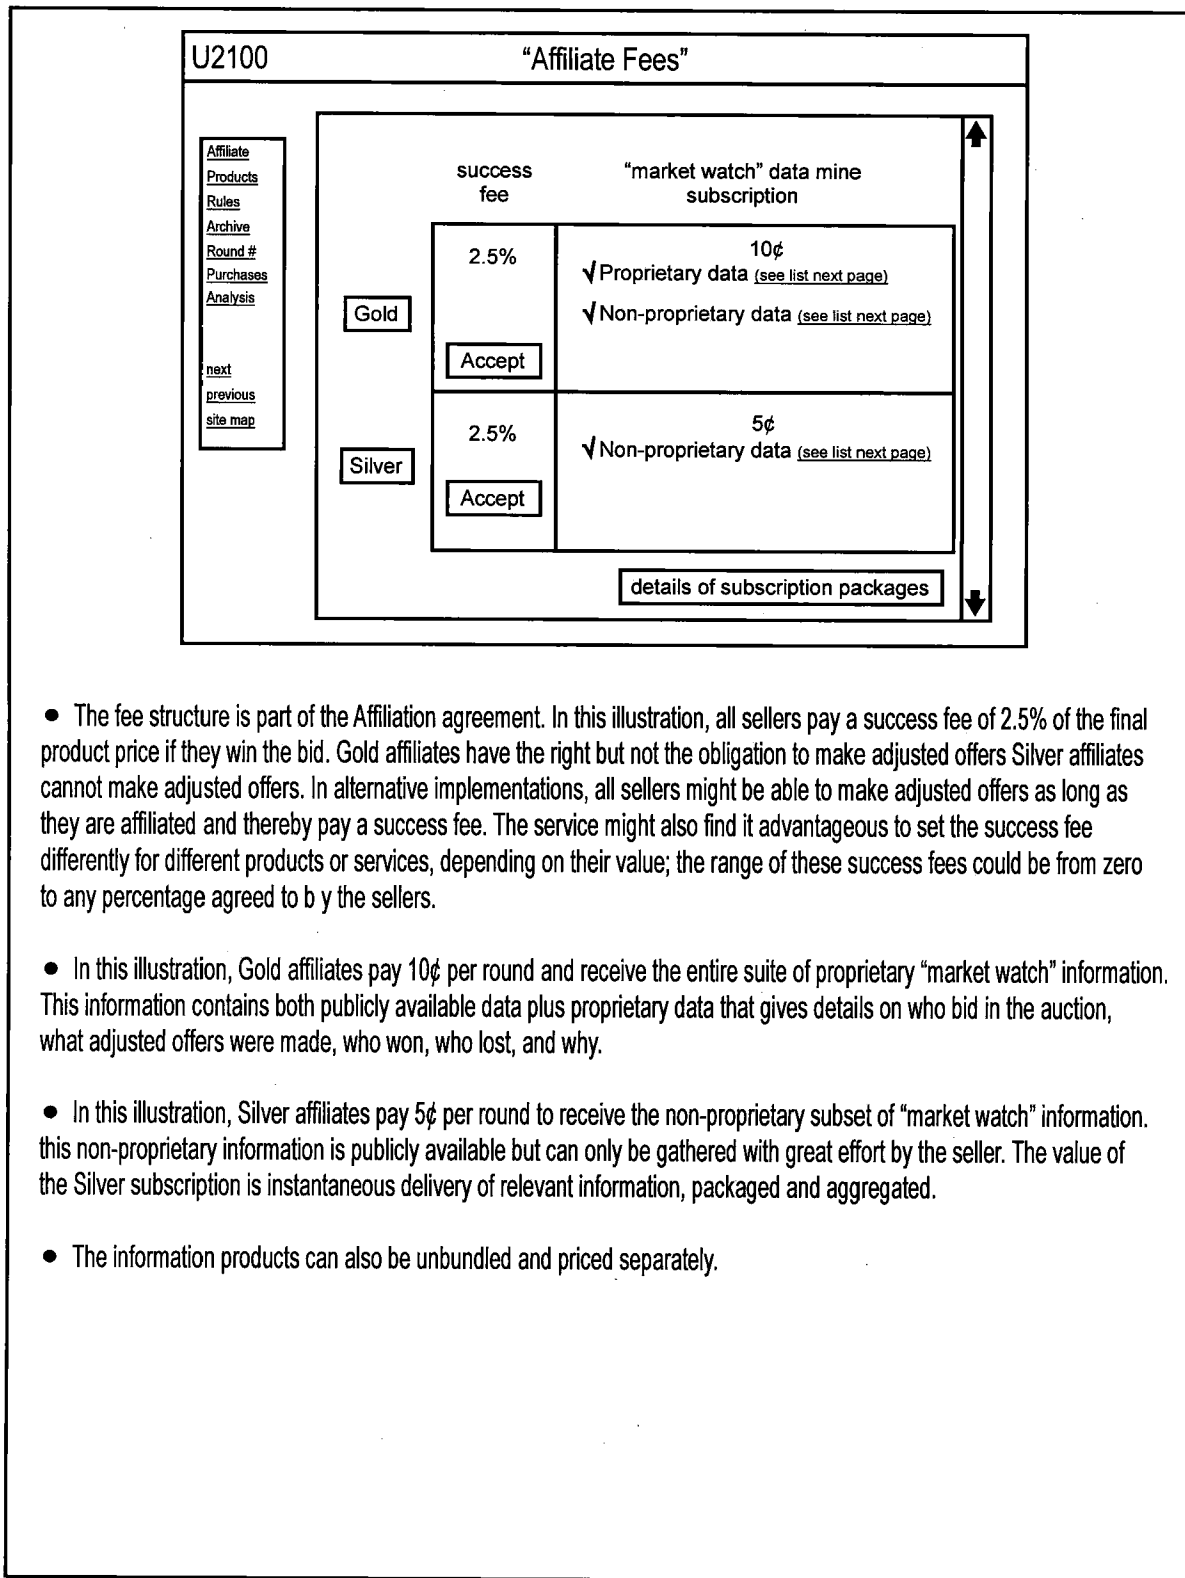 U2100 “Affiliate Fees”
Affiliate
Products
Rules
Archive
Round #
Purchases
Analysis
next
previous
site map
success
fee
“market watch” data mine
subscription
Gold
2.5%
Accept
10¢
√ Proprietary data (see list next page)
√ Non-proprietary data (see list next page)
Silver
2.5%
Accept
5¢
√ Non-proprietary data (see list next page)
details of subscription packages
● The fee structure is part of the Affiliation agreement. In this illustration, all sellers pay a success fee of 2.5% of the final
product price if they win the bid. Gold affiliates have the right but not the obligation to make adjusted offers Silver affiliates
cannot make adjusted offers. In alternative implementations, all sellers might be able to make adjusted offers as long as
they are affiliated and thereby pay a success fee. The service might also find it advantageous to set the success fee
differently for different products or services, depending on their value; the range of these success fees could be from zero
to any percentage agreed to b y the sellers.
● In this illustration, Gold affiliates pay 10¢ per round and receive the entire suite of proprietary “market watch” information.
This information contains both publicly available data plus proprietary data that gives details on who bid in the auction,
what adjusted offers were made, who won, who lost, and why.
● In this illustration, Silver affiliates pay 5¢ per round to receive the non-proprietary subset of “market watch” information.
this non-proprietary information is publicly available but can only be gathered with great effort by the seller. The value of
the Silver subscription is instantaneous delivery of relevant information, packaged and aggregated.
● The information products can also be unbundled and priced separately.